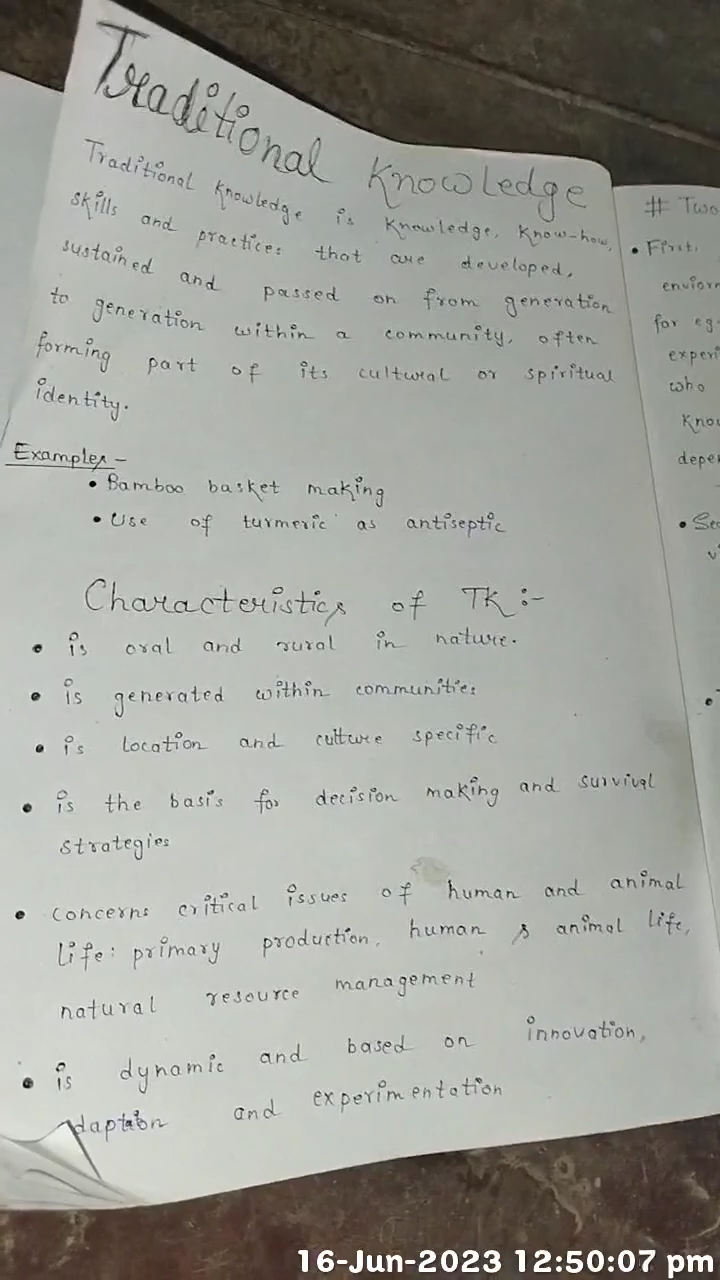 Traditional Knowledge
Traditional Knowledge is Knowledge, Know-how,
skills and practices that are developed,
sustained and passed on from generation
to generation within a community, often
forming part of its cultural or spiritual
identity.
Examples -
• Bamboo basket making
• Use of turmeric as antiseptic
Characteristics of TK :-
• is oral and rural in nature.
• is generated within communities
• is location and culture specific
• is the basis for decision making and survival
strategies
• concerns critical issues of human and animal
life: primary production, human & animal life,
natural resource management
• is dynamic and based on innovation,
daption and experimentation
# Two
• First,
enviorn
for eg-
experi
who
Know
depen
• Sec
16-Jun-2023 12:50:07 pm